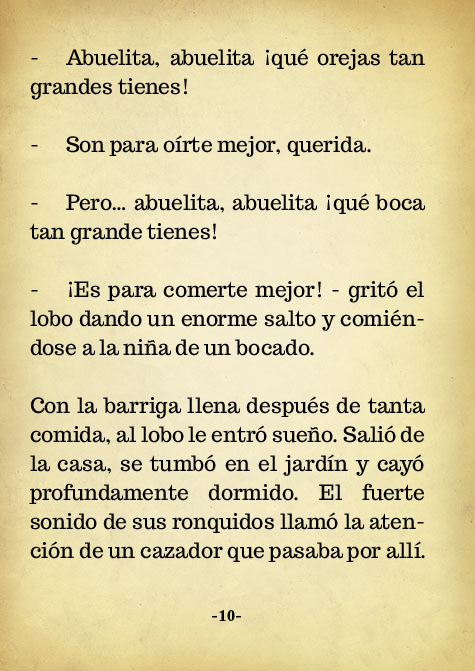 - Abuelita, abuelita ¡qué orejas tan
grandes tienes!
- Son para oírte mejor, querida.
- Pero... abuelita, abuelita ¡qué boca
tan grande tienes!
- ¡Es para comerte mejor! - gritó el
lobo dando un enorme salto y comién-
dose a la niña de un bocado.
Con la barriga llena después de tanta
comida, al lobo le entró sueño. Salió de
la casa, se tumbó en el jardín y cayó
profundamente dormido. El fuerte
sonido de sus ronquidos llamó la aten-
ción de un cazador que pasaba por allí.
-10-